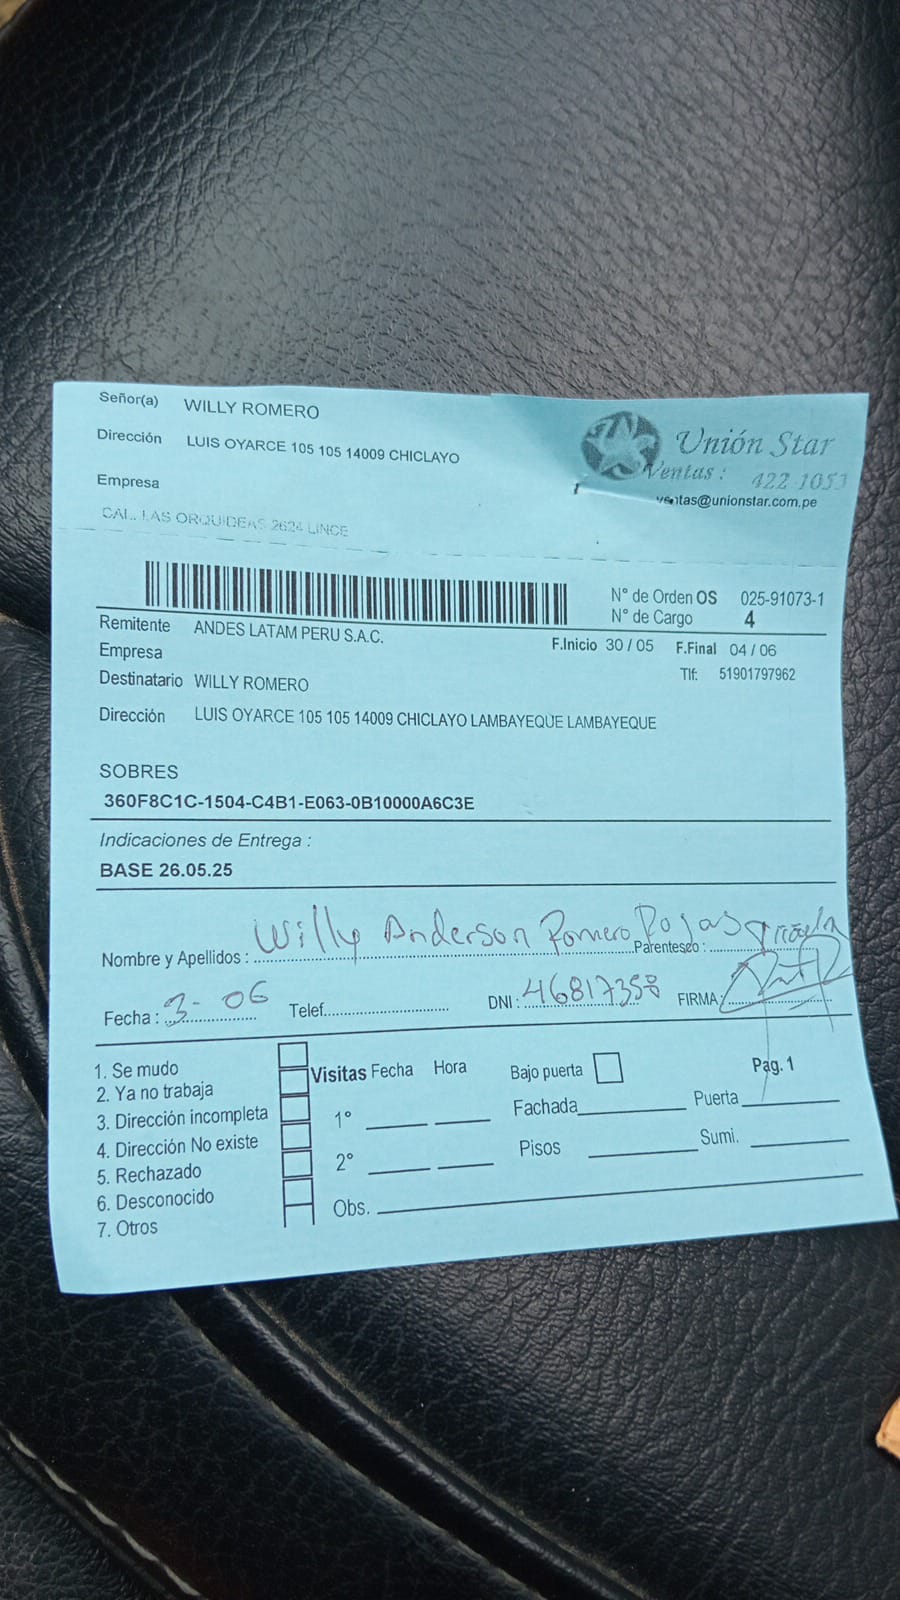 Señor(a) WILLY ROMERO
Dirección LUIS OYARCE 105 105 14009 CHICLAYO
Empresa
CAL. LAS ORQUIDEAS 2624 LINCE
Unión Star
Ventas : 422 1053
ventas@unionstar.com.pe
N° de Orden OS 025-91073-1
N° de Cargo 4
Remitente ANDES LATAM PERU S.A.C.
F.Inicio 30 / 05 F.Final 04 / 06
Empresa
Tlf: 51901797962
Destinatario WILLY ROMERO
Dirección LUIS OYARCE 105 105 14009 CHICLAYO LAMBAYEQUE LAMBAYEQUE
SOBRES
360F8C1C-1504-C4B1-E063-0B10000A6C3E
Indicaciones de Entrega :
BASE 26.05.25
Nombre y Apellidos : Willy Anderson Romero Rojas Parentesco :
Fecha : 3- 06 Telef. DNI : 46817358 FIRMA
1. Se mudo
2. Ya no trabaja
3. Dirección incompleta
4. Dirección No existe
5. Rechazado
6. Desconocido
7. Otros
Visitas Fecha Hora Bajo puerta Pag. 1
1° Fachada Puerta
2° Pisos Sumi.
Obs.